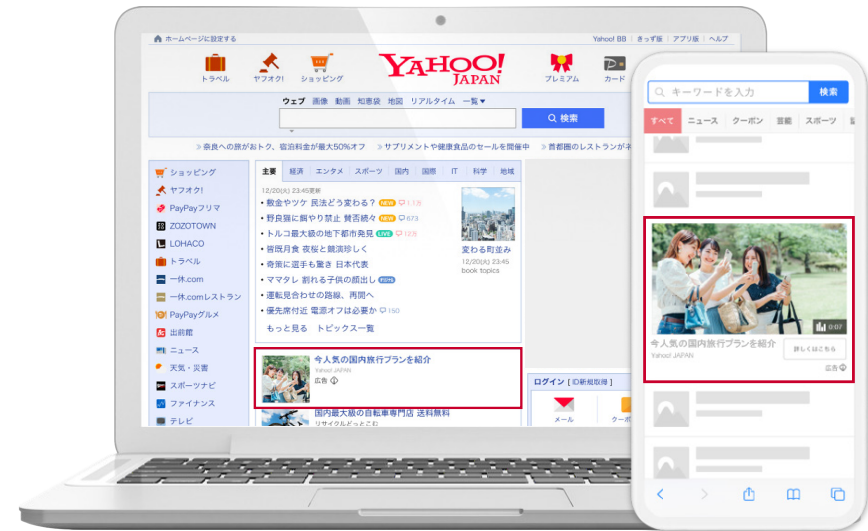 ホームページに設定する
Yahoo! BB きっず版 アプリ版 ヘルプ
トラベル
ヤフオク!
ショッピング
YAHOO!
JAPAN
プレミアム
カード
ウェブ 画像 動画 知恵袋 地図 リアルタイム 一覧▼
検索
»奈良への旅がおトク、宿泊料金が最大50%オフ »サプリメントや健康食品のセールを開催中 »首都圏のレストランがネ
ショッピング
ヤフオク!
PayPayフリマ
ZOZOTOWN
LOHACO
トラベル
一休.com
一休.comレストラン
PayPayグルメ
出前館
ニュース
天気・災害
スポーツナビ
ファイナンス
テレビ
主要 経済 エンタメ スポーツ 国内 国際 IT 科学 地域
12/20(火) 23:45更新
・敷金やツケ 民法どう変わる? NEW 1.1万
・野良猫に餌やり禁止 賛否続々 NEW 673
・トルコ最大級の地下都市発見 LIVE 12万
・皆既月食 夜桜と競演珍しく
・奇策に選手も驚き 日本代表
・ママタレ 割れる子供の顔出し
・運転見合わせの路線、再開へ
・優先席付近 電源オフは必要か 150
もっと見る トピックス一覧
変わる町並み
12/20(火) 23:45
book topics
今人気の国内旅行プランを紹介
Yahoo! JAPAN
広告
国内最大級の自転車専門店 送料無料
リサイクルどっとこむ
ログイン [ ID新規取得 ]
メール
クーポ
キーワードを入力
検索
すべて ニュース クーポン 芸能 スポーツ
0:07
今人気の国内旅行プランを紹介
Yahoo! JAPAN
詳しくはこちら
広告